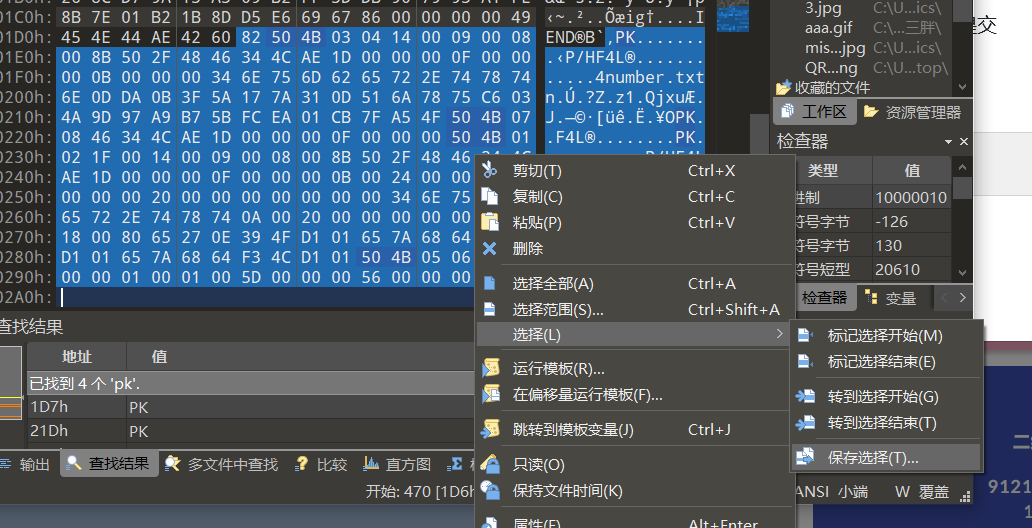 8B 7E 01 B2 1B 8D D5 E6 69 67 86 00 00 00 00 49 ‹~.².Õæig†....I
01D0h: 45 4E 44 AE 42 60 82 50 4B 03 04 14 00 09 00 08 END®B`‚PK.......
01E0h: 00 8B 50 2F 48 46 34 4C AE 1D 00 00 00 0F 00 00 .‹P/HF4L®.......
01F0h: 00 0B 00 00 00 34 6E 75 6D 62 65 72 2E 74 78 74 .....4number.txt
0200h: 6E 0D DA 0B 3F 5A 17 7A 31 0D 51 6A 78 75 C6 03 n.Ú.?Z.z1.QjxuÆ.
0210h: 4A 9D 97 A9 B7 5B FC EA 01 CB 7F A5 4F 50 4B 07 J.—©·[üê.Ë.¥OPK.
0220h: 08 46 34 4C AE 1D 00 00 00 0F 00 00 00 50 4B 01 .F4L®........PK.
0230h: 02 1F 00 14 00 09 00 08 00 8B 50 2F 48 46
0240h: AE 1D 00 00 00 0F 00 00 00 0B 00 24 00
0250h: 00 00 00 20 00 00 00 00 00 00 00 34 6E 75
0260h: 65 72 2E 74 78 74 0A 00 20 00 00 00 00
0270h: 18 00 80 65 27 0E 39 4F D1 01 65 7A 68 64
0280h: D1 01 65 7A 68 64 F3 4C D1 01 50 4B 05 06
0290h: 00 00 01 00 01 00 5D 00 00 00 56 00 00
02A0h:
3.jpg C:\U...ics\
aaa.gif C:\...三胖\
mis...jpg C:\U...ics\
QR...ng C:\U...top\
收藏的文件
工作区 资源管理器
检查器
类型 值
进制 10000010
符号字节 -126
符号字节 130
符号短型 20610
检查器 变量
剪切(T) Ctrl+X
复制(C) Ctrl+C
粘贴(P) Ctrl+V
删除
选择全部(A) Ctrl+A
选择范围(S)... Ctrl+Shift+A
选择(L)
运行模板(R)...
在偏移量运行模板(F)...
跳转到模板变量(J) Ctrl+J
只读(O)
保持文件时间(K)
属性(E) Alt+Enter
标记选择开始(M)
标记选择结束(E)
转到选择开始(G)
转到选择结束(T)
保存选择(T)...
查找结果
地址 值
已找到 4 个 'pk'.
1D7h PK
21Dh PK
输出 查找结果 多文件中查找 比较 直方图
开始: 470 [1D6h
ANSI 小端 W 覆盖
交
二
9121